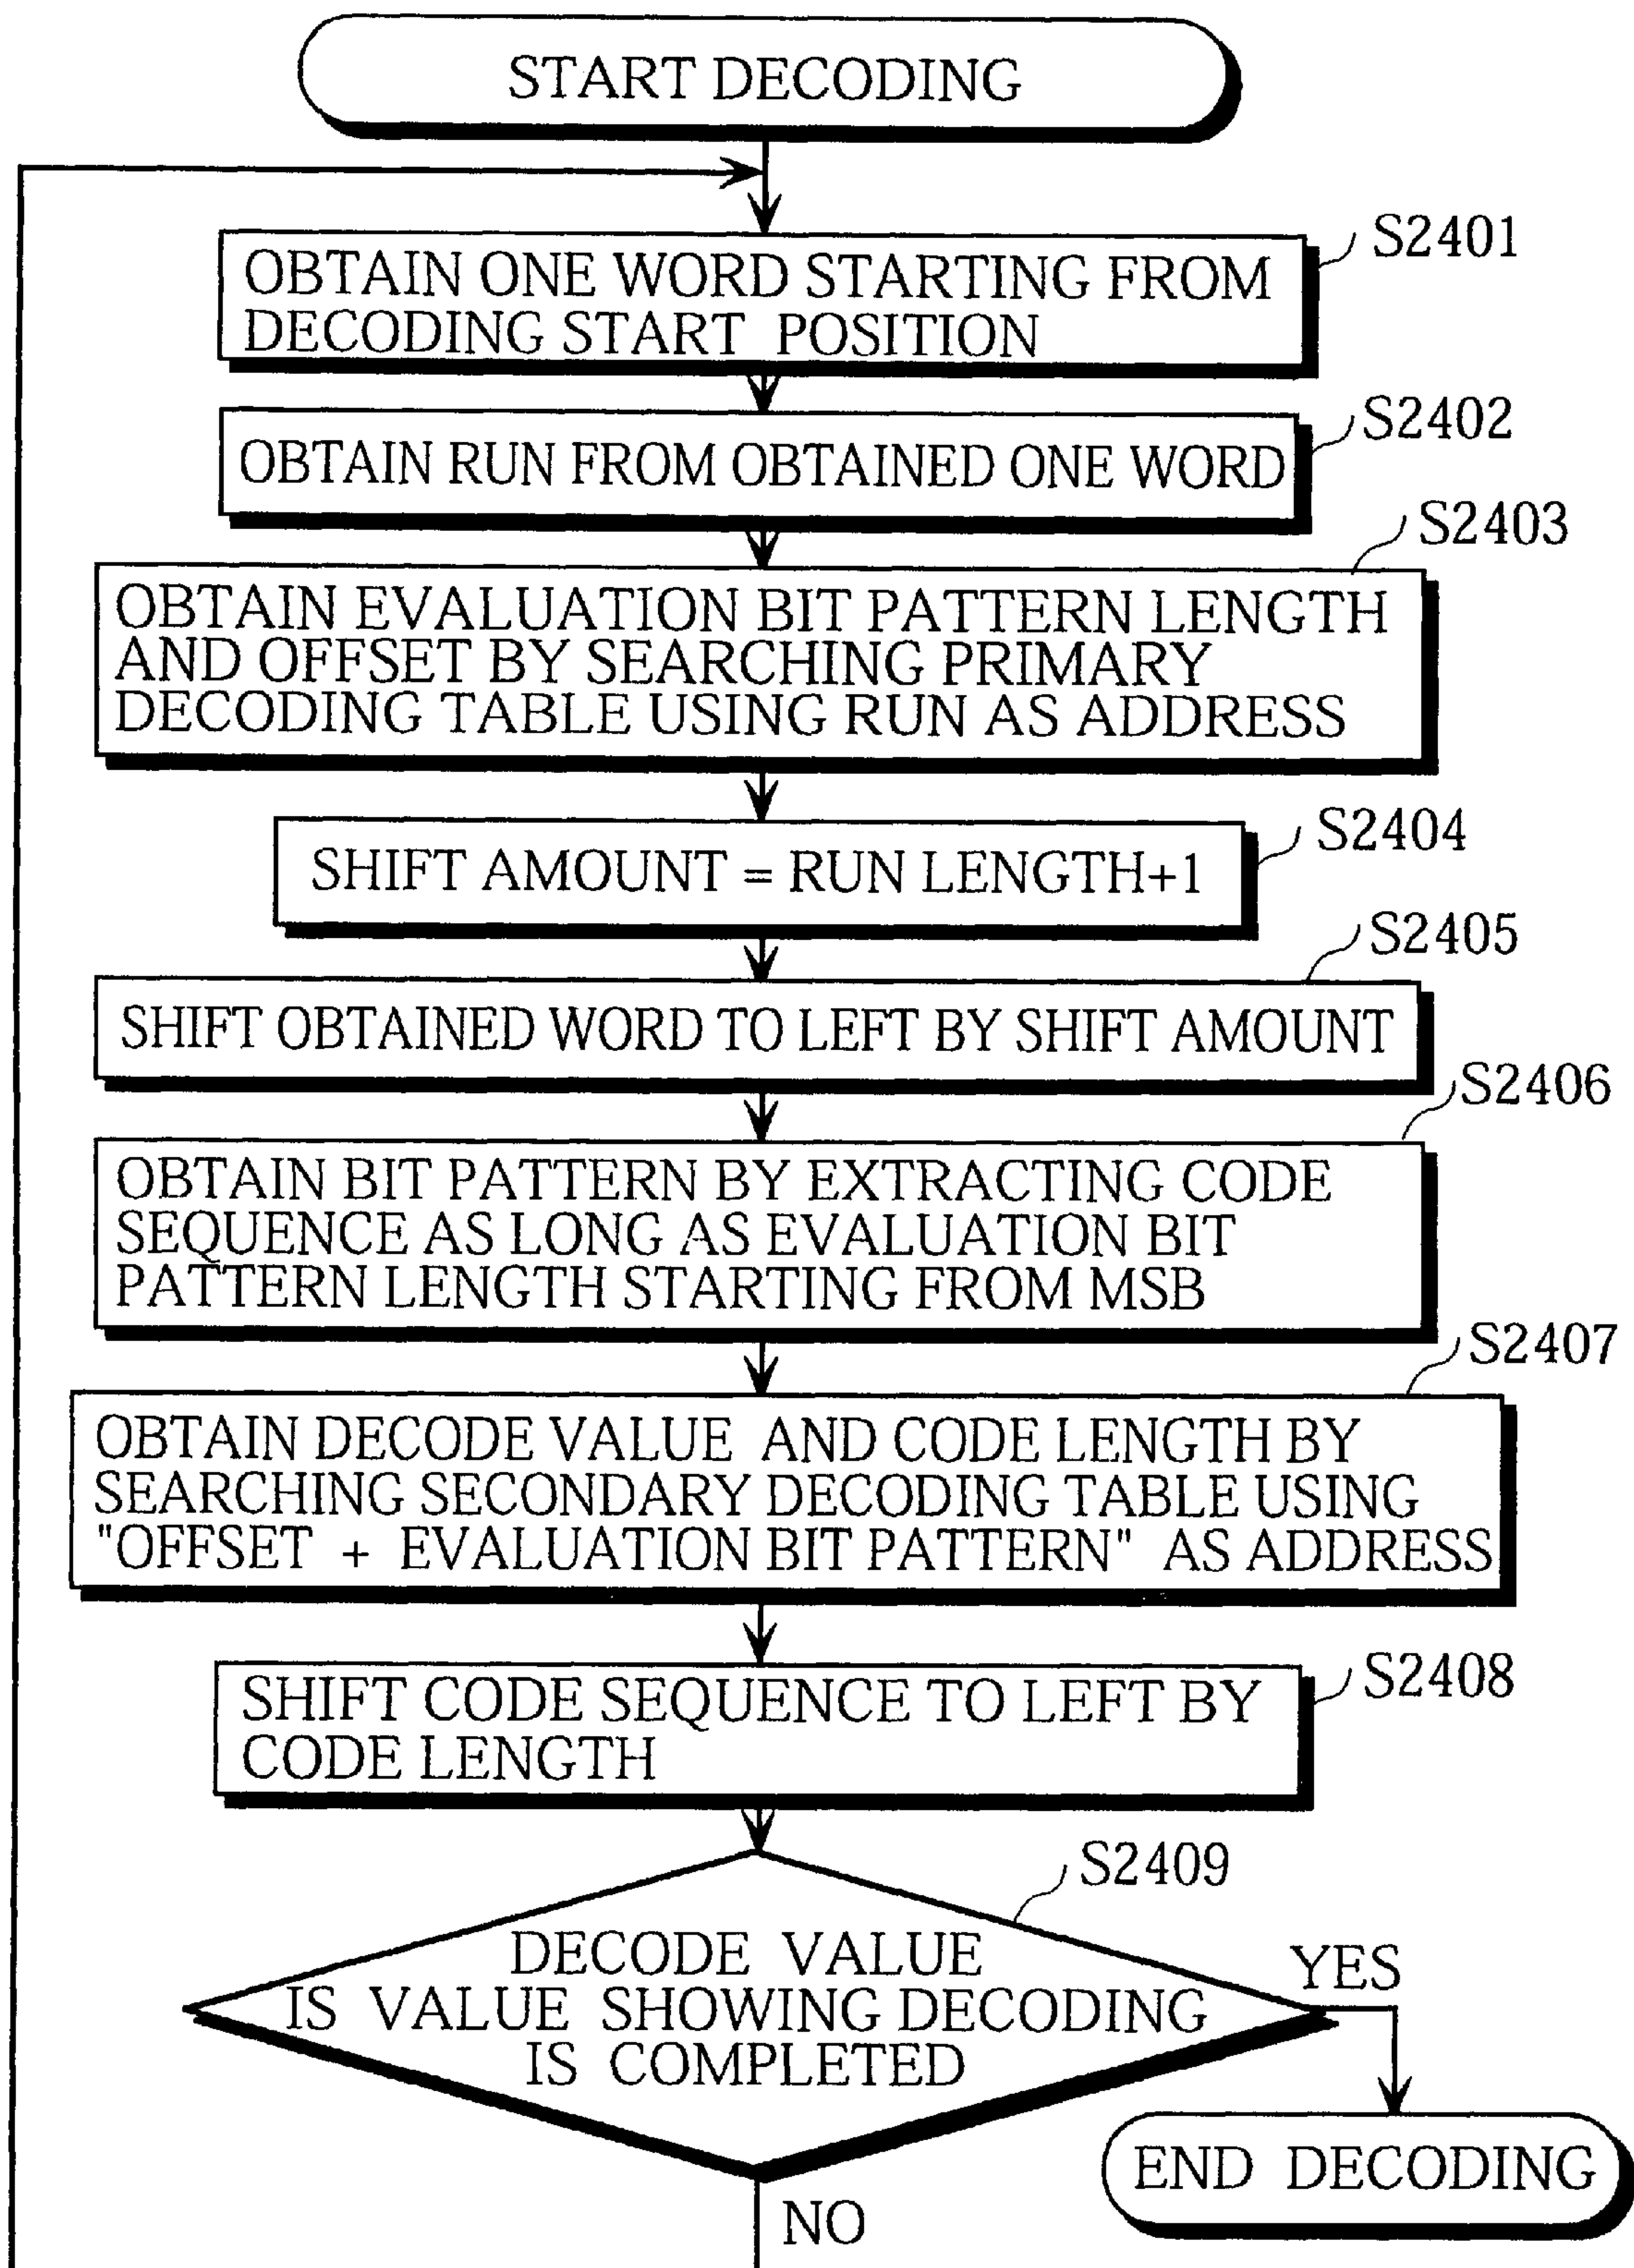 START DECODING
S2401
OBTAIN ONE WORD STARTING FROM
DECODING START POSITION
S2402
OBTAIN RUN FROM OBTAINED ONE WORD
S2403
OBTAIN EVALUATION BIT PATTERN LENGTH
AND OFFSET BY SEARCHING PRIMARY
DECODING TABLE USING RUN AS ADDRESS
S2404
SHIFT AMOUNT = RUN LENGTH+1
S2405
SHIFT OBTAINED WORD TO LEFT BY SHIFT AMOUNT
S2406
OBTAIN BIT PATTERN BY EXTRACTING CODE
SEQUENCE AS LONG AS EVALUATION BIT
PATTERN LENGTH STARTING FROM MSB
S2407
OBTAIN DECODE VALUE AND CODE LENGTH BY
SEARCHING SECONDARY DECODING TABLE USING
"OFFSET + EVALUATION BIT PATTERN" AS ADDRESS
S2408
SHIFT CODE SEQUENCE TO LEFT BY
CODE LENGTH
S2409
DECODE VALUE
IS VALUE SHOWING DECODING
IS COMPLETED
YES
END DECODING
NO